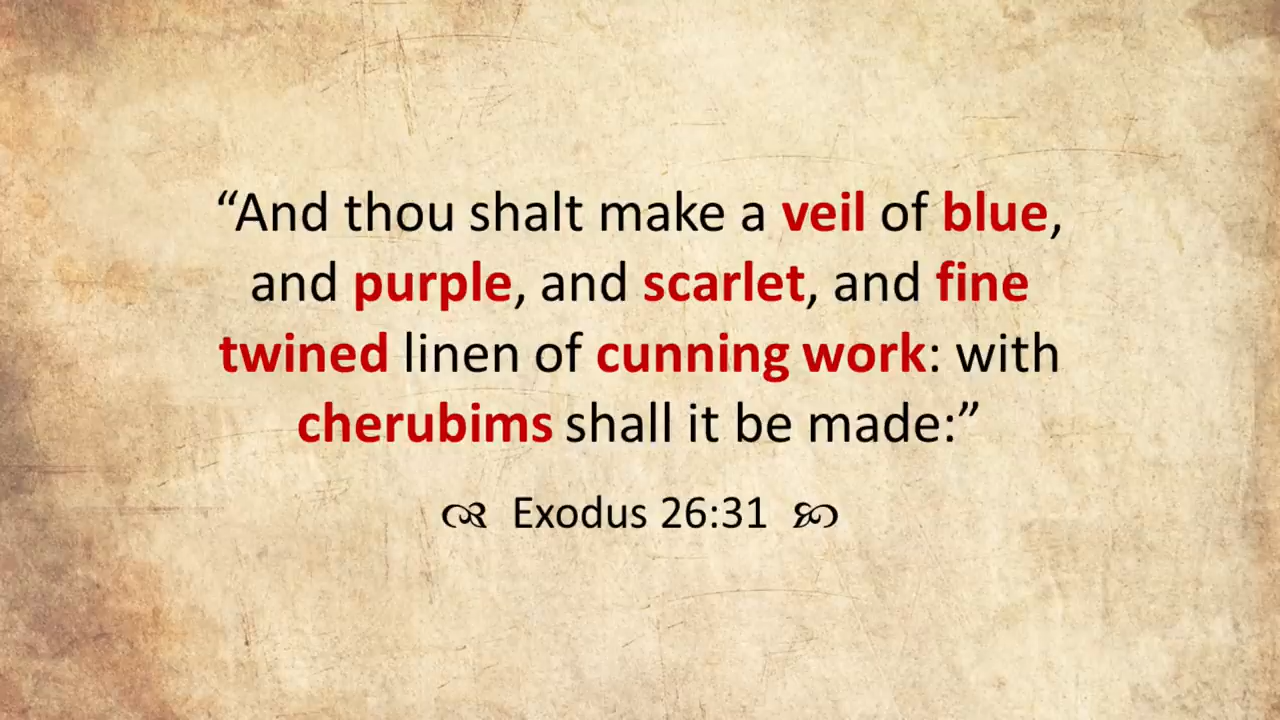 “And thou shalt make a veil of blue,
and purple, and scarlet, and fine
twined linen of cunning work: with
cherubims shall it be made:”
Exodus 26:31